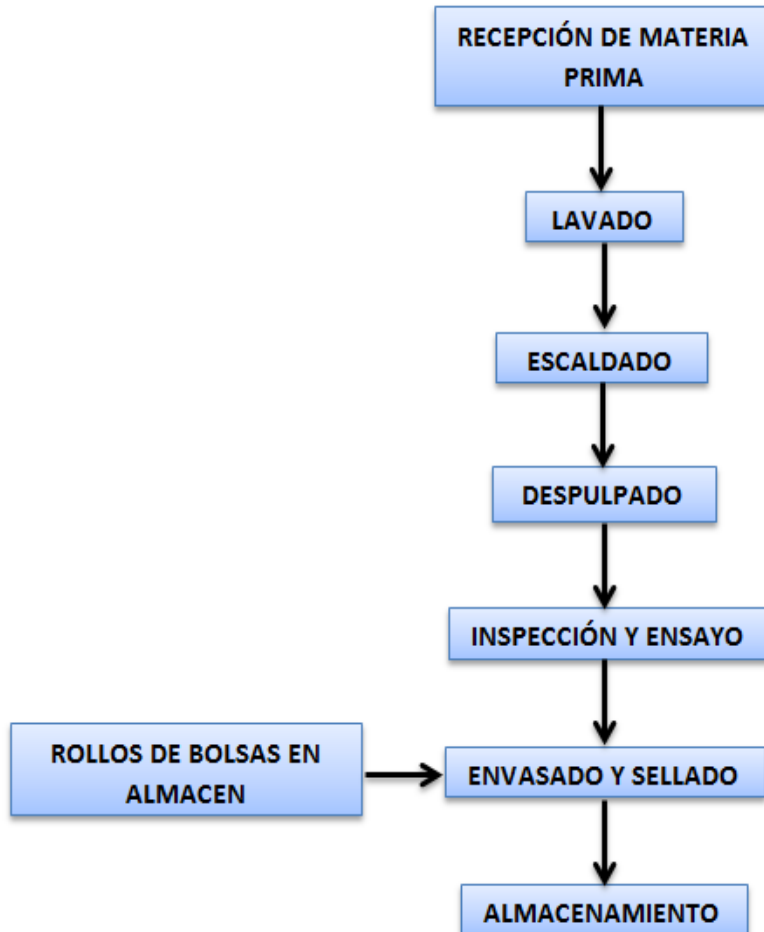 RECEPCIÓN DE MATERIA
PRIMA
LAVADO
ESCALDADO
DESPULPADO
INSPECCIÓN Y ENSAYO
ROLLOS DE BOLSAS EN
ALMACEN
ENVASADO Y SELLADO
ALMACENAMIENTO